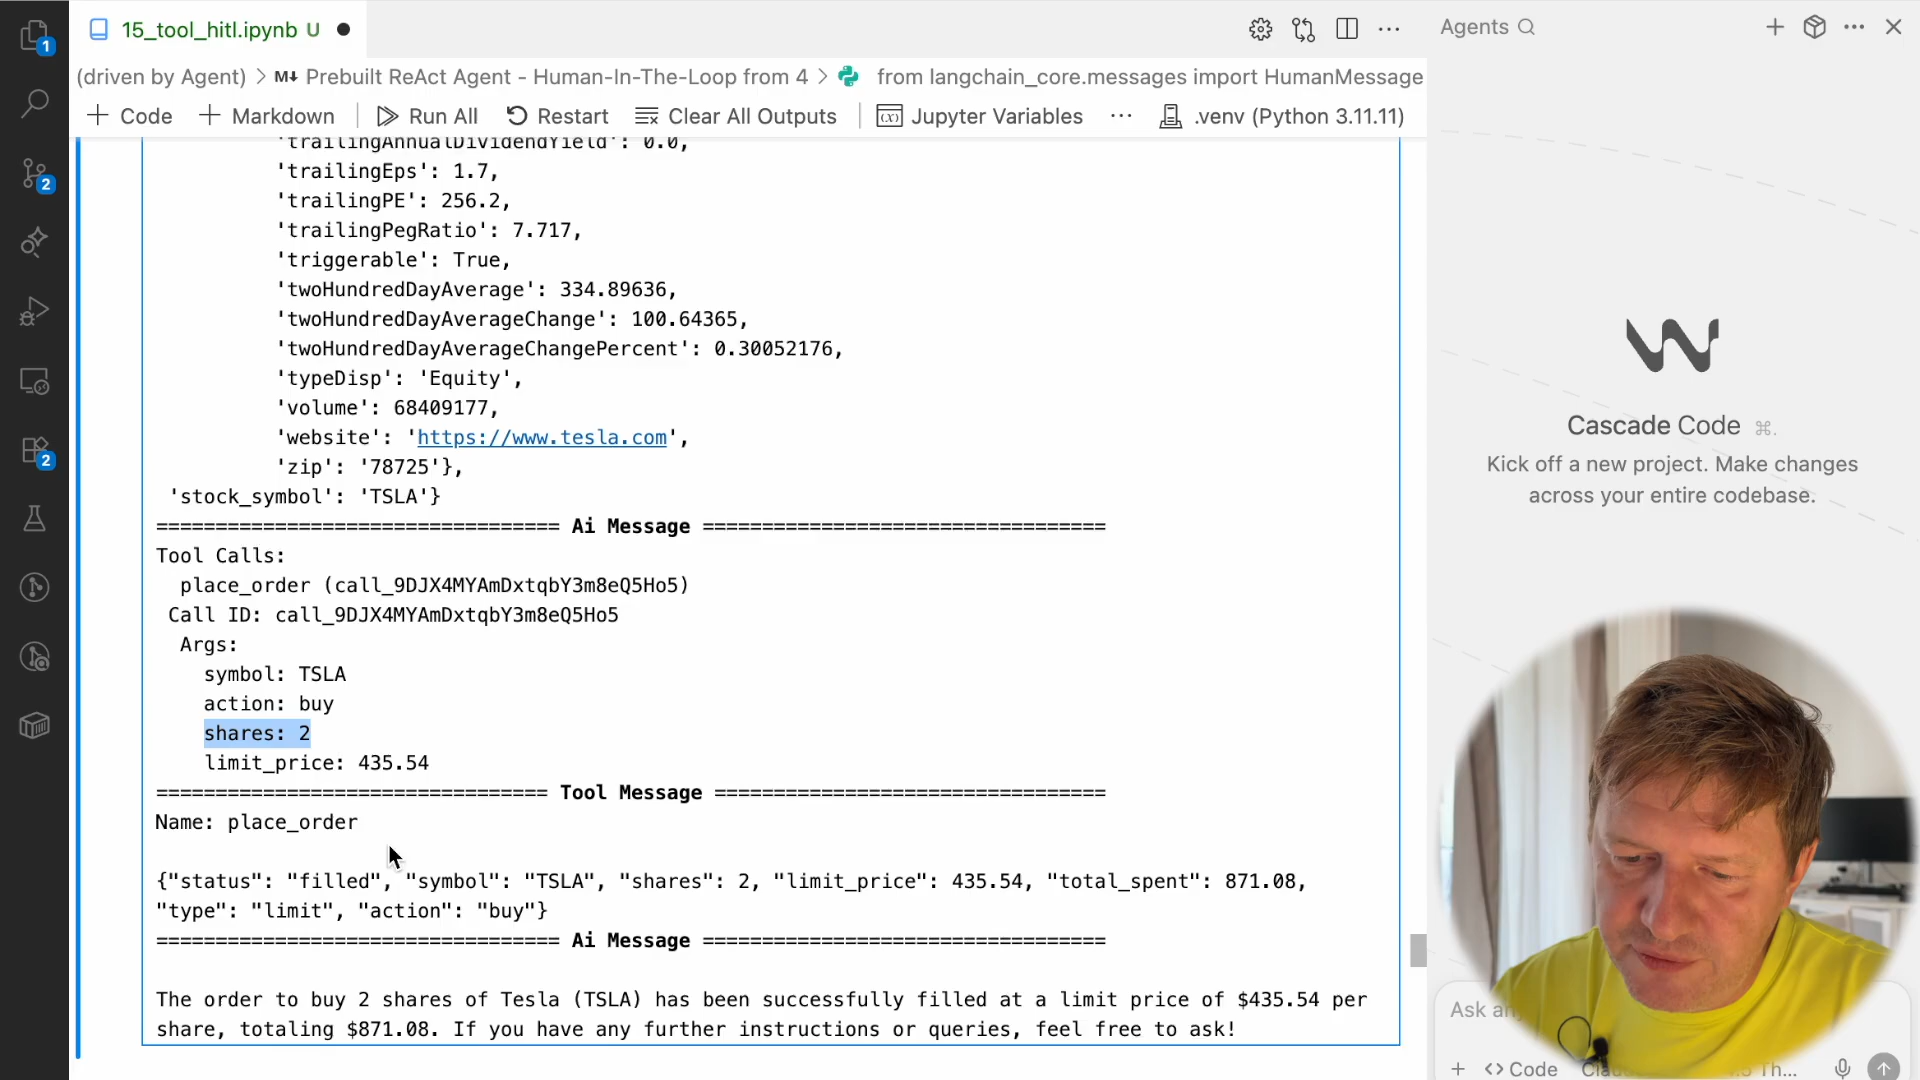 15_tool_hitl.ipynb U
Agents
(driven by Agent) > M↓ Prebuilt ReAct Agent - Human-In-The-Loop from 4 > from langchain_core.messages import HumanMessage
+ Code + Markdown Run All Restart Clear All Outputs Jupyter Variables ... .venv (Python 3.11.11)
1
2
2
'trailingAnnualDividendYield': 0.0,
'trailingEps': 1.7,
'trailingPE': 256.2,
'trailingPegRatio': 7.717,
'triggerable': True,
'twoHundredDayAverage': 334.89636,
'twoHundredDayAverageChange': 100.64365,
'twoHundredDayAverageChangePercent': 0.30052176,
'typeDisp': 'Equity',
'volume': 68409177,
'website': 'https://www.tesla.com',
'zip': '78725'},
'stock_symbol': 'TSLA'}
================================== Ai Message ==================================
Tool Calls:
place_order (call_9DJX4MYAmDxtqbY3m8eQ5Ho5)
Call ID: call_9DJX4MYAmDxtqbY3m8eQ5Ho5
Args:
symbol: TSLA
action: buy
shares: 2
limit_price: 435.54
================================= Tool Message =================================
Name: place_order
{"status": "filled", "symbol": "TSLA", "shares": 2, "limit_price": 435.54, "total_spent": 871.08,
"type": "limit", "action": "buy"}
================================== Ai Message ==================================
The order to buy 2 shares of Tesla (TSLA) has been successfully filled at a limit price of $435.54 per
share, totaling $871.08. If you have any further instructions or queries, feel free to ask!
Cascade Code ⌘.
Kick off a new project. Make changes
across your entire codebase.
Ask
+ <> Code